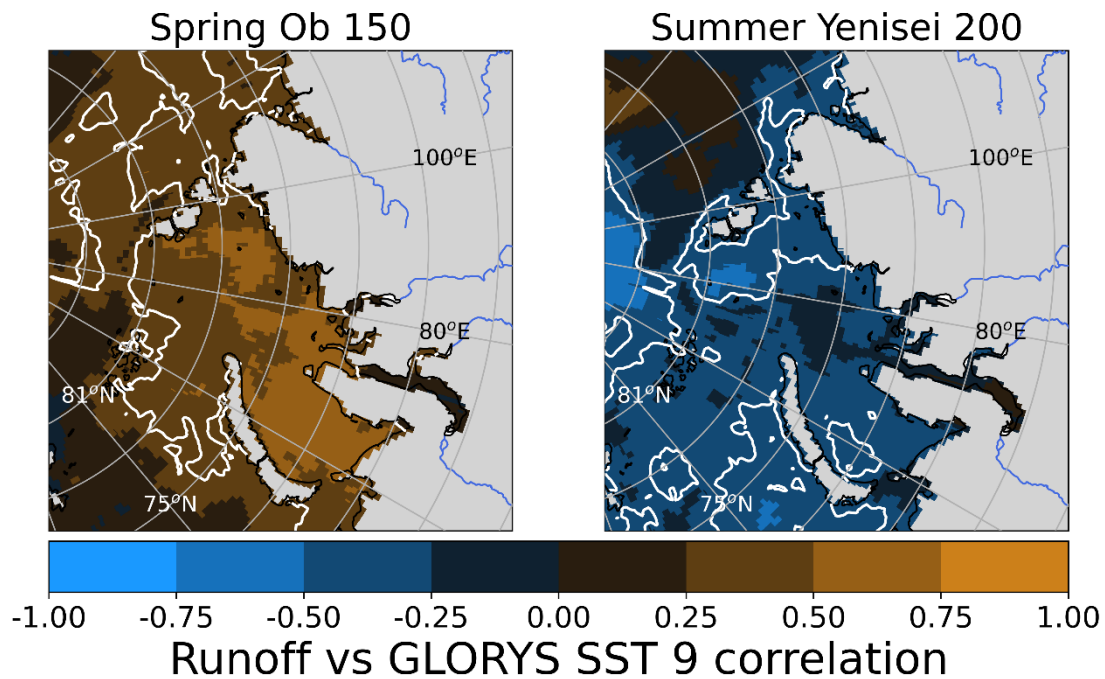 Spring Ob 150
Summer Yenisei 200
100°E
80°E
81°N
75°N
100°E
80°E
81°N
75°N
-1.00 -0.75 -0.50 -0.25 0.00 0.25 0.50 0.75 1.00
Runoff vs GLORYS SST 9 correlation